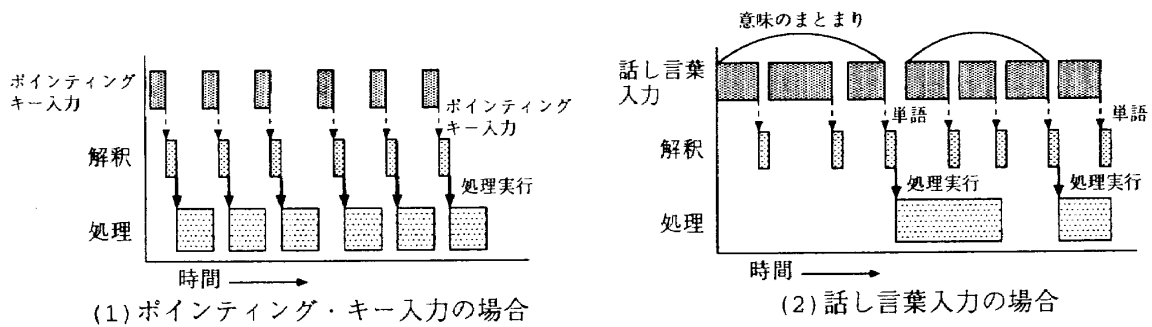 ポインティング
キー入力
ポインティング
キー入力
解釈
処理実行
処理
時間
(1)ポインティング・キー入力の場合
意味のまとまり
話し言葉
入力
単語
単語
解釈
処理実行
処理実行
処理
時間
(2)話し言葉入力の場合